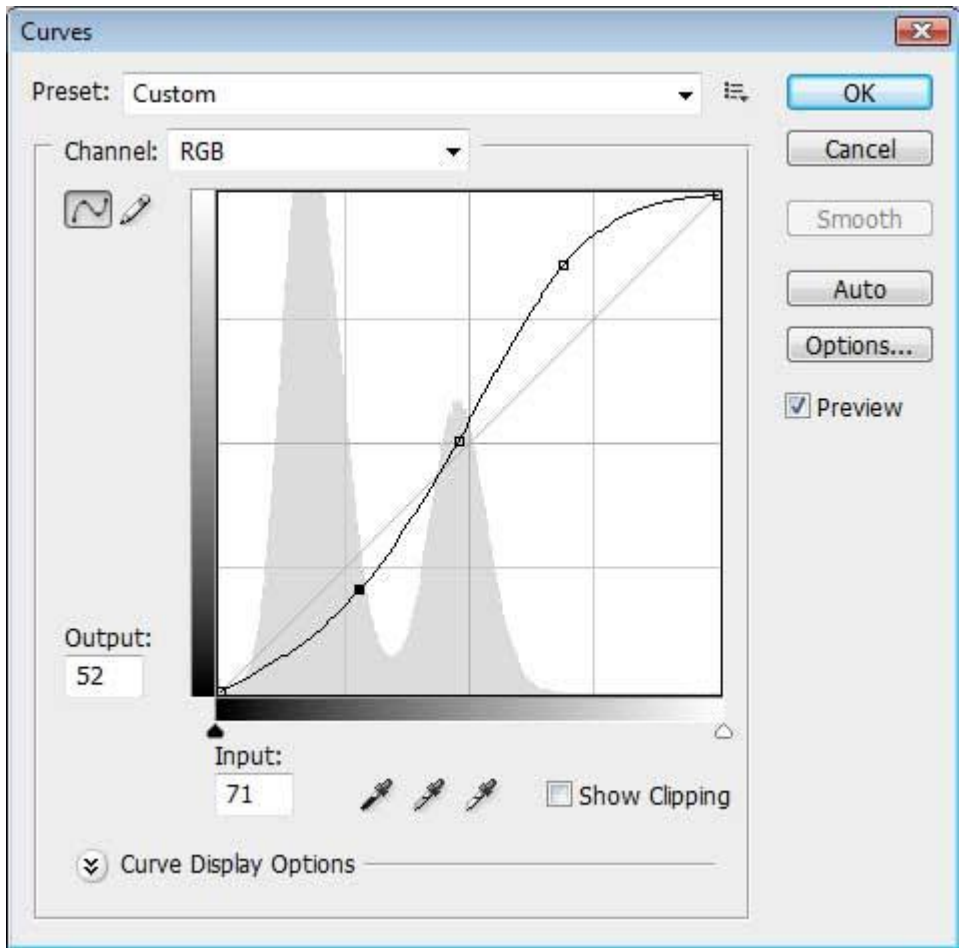 Curves
Preset: Custom
OK
Channel: RGB
Cancel
Smooth
Auto
Options...
Preview
Output:
52
Input:
71
Show Clipping
Curve Display Options